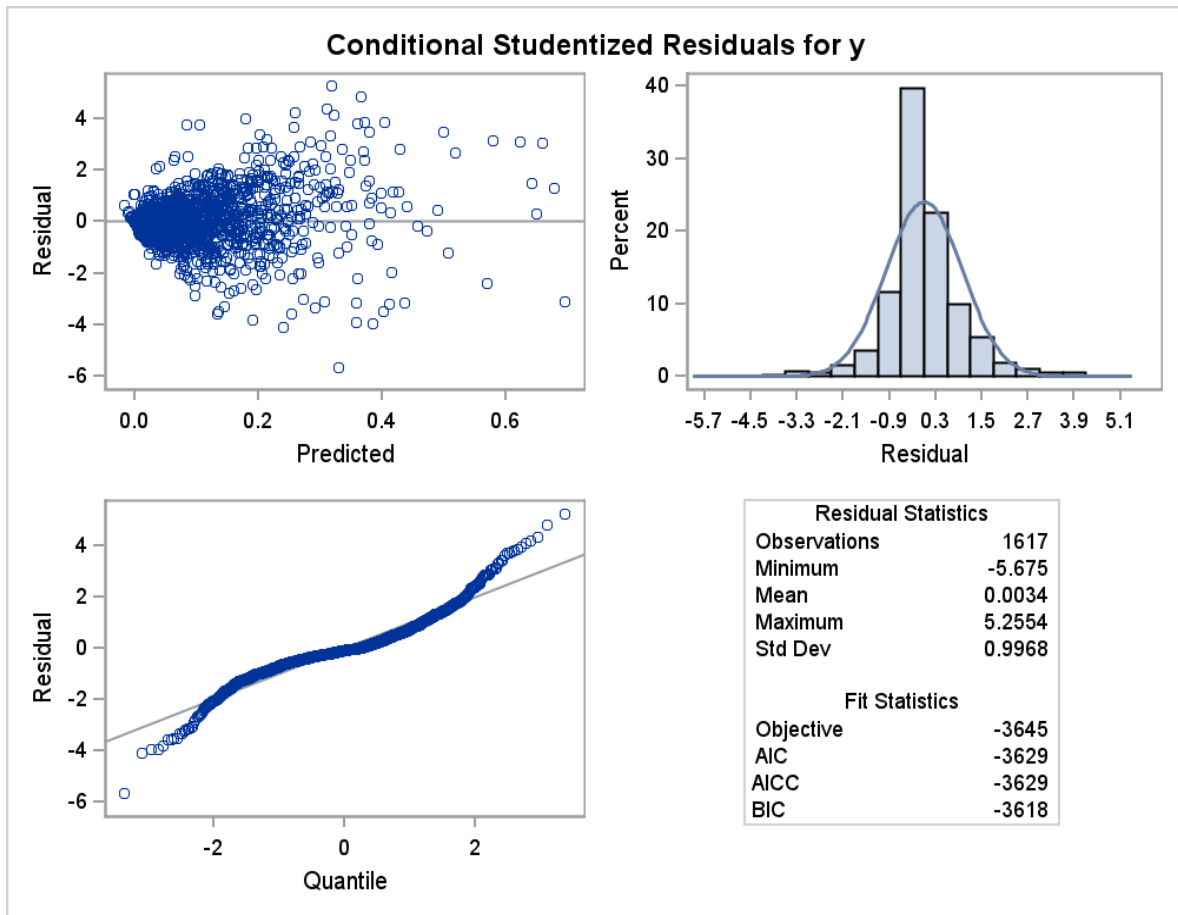 Conditional Studentized Residuals for y
Residual
4
2
0
-2
-4
-6
0.0 0.2 0.4 0.6
Predicted
Percent
40
30
20
10
0
-5.7 -4.5 -3.3 -2.1 -0.9 0.3 1.5 2.7 3.9 5.1
Residual
Residual
4
2
0
-2
-4
-6
-2 0 2
Quantile
Residual Statistics
Observations 1617
Minimum -5.675
Mean 0.0034
Maximum 5.2554
Std Dev 0.9968
Fit Statistics
Objective -3645
AIC -3629
AICC -3629
BIC -3618